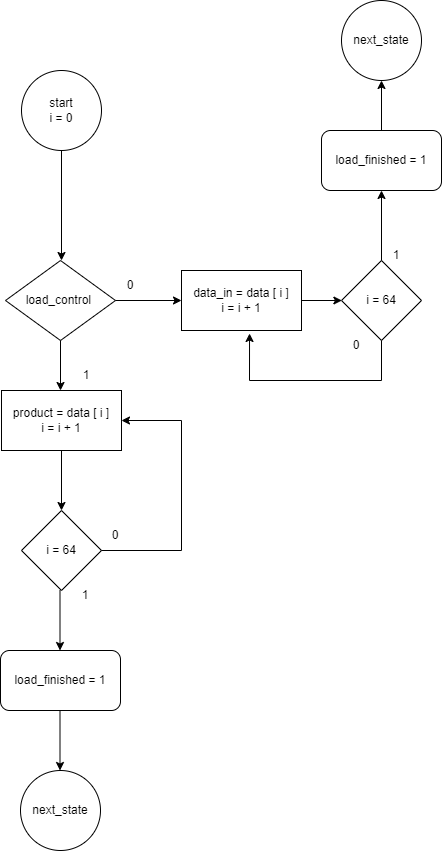 next_state
start
i = 0
load_finished = 1
1
load_control
0
data_in = data [ i ]
i = i + 1
i = 64
0
1
product = data [ i ]
i = i + 1
0
i = 64
1
load_finished = 1
next_state